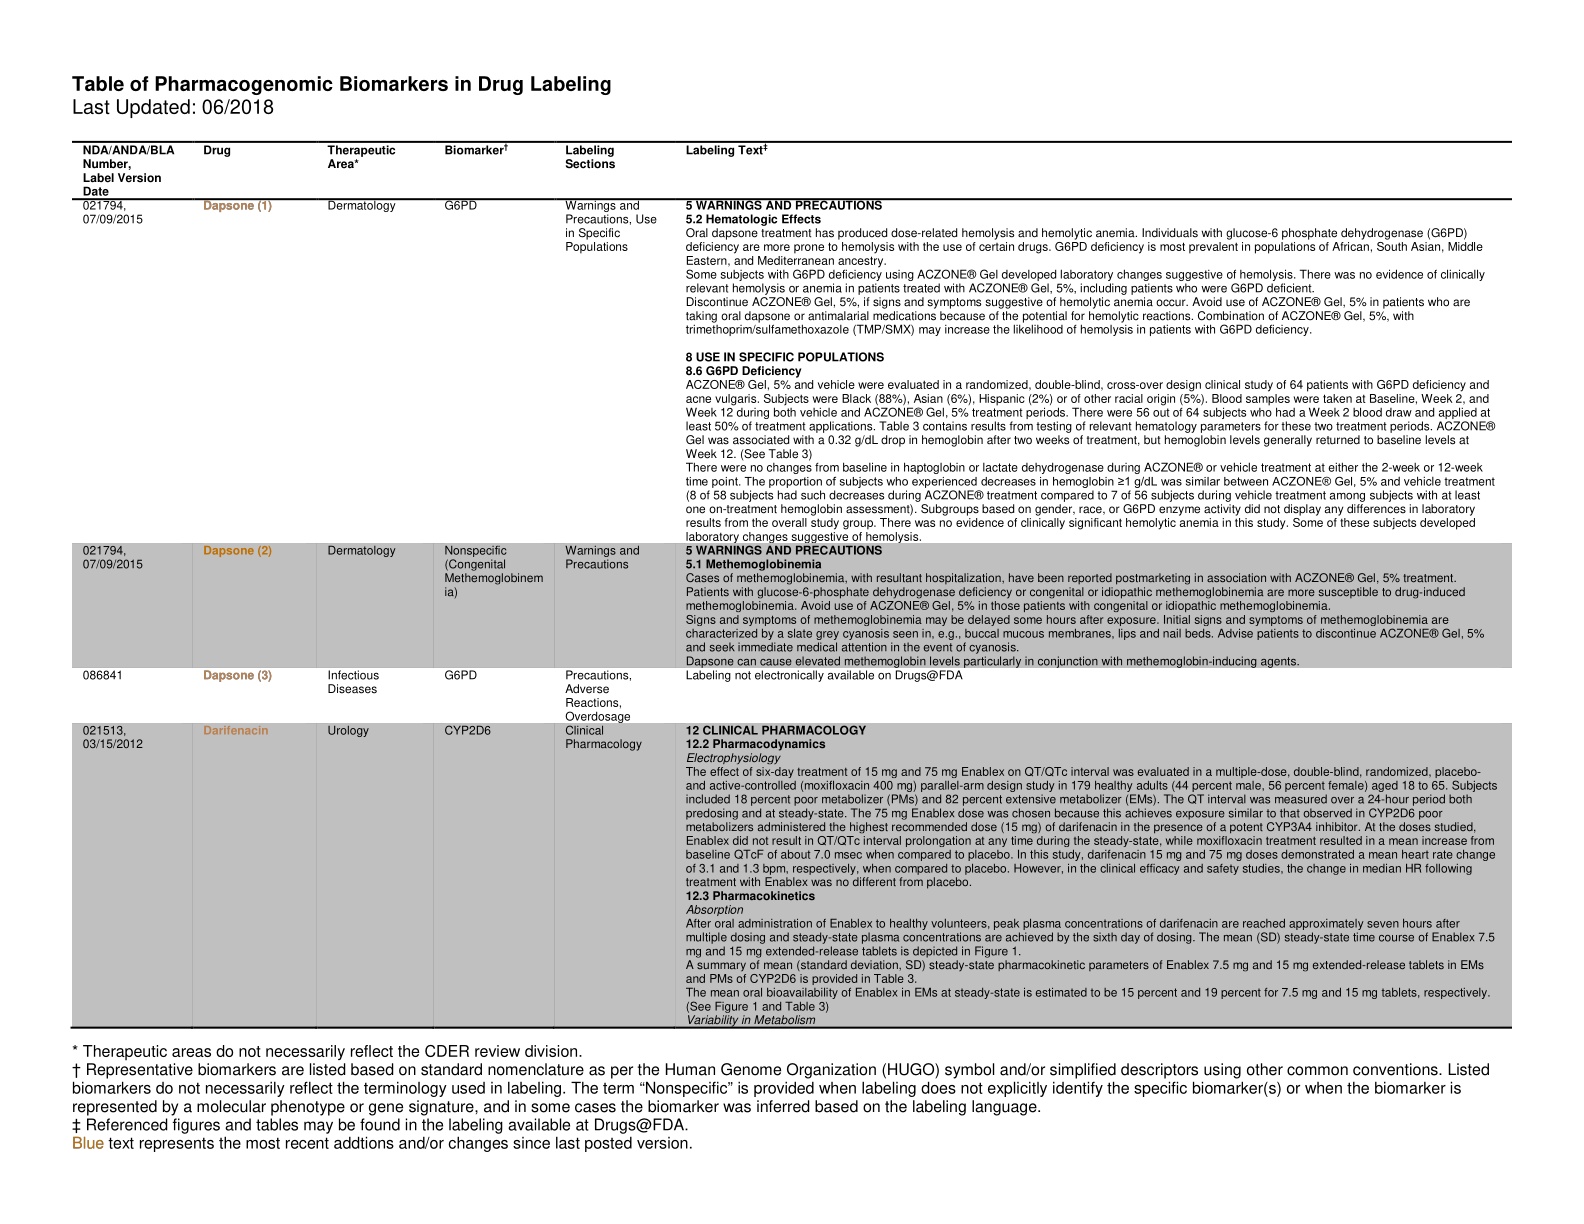 Table of Pharmacogenomic Biomarkers in Drug Labeling
Last Updated: 06/2018
NDA/ANDA/BLA
Number,
Label Version
Date
Drug
Therapeutic
Area*
Biomarker†
Labeling
Sections
Labeling Text‡
021794,
07/09/2015
Dapsone (1)
Dermatology
G6PD
Warnings and
Precautions, Use
in Specific
Populations
5 WARNINGS AND PRECAUTIONS
5.2 Hematologic Effects
Oral dapsone treatment has produced dose-related hemolysis and hemolytic anemia. Individuals with glucose-6 phosphate dehydrogenase (G6PD)
deficiency are more prone to hemolysis with the use of certain drugs. G6PD deficiency is most prevalent in populations of African, South Asian, Middle
Eastern, and Mediterranean ancestry.
Some subjects with G6PD deficiency using ACZONE® Gel developed laboratory changes suggestive of hemolysis. There was no evidence of clinically
relevant hemolysis or anemia in patients treated with ACZONE® Gel, 5%, including patients who were G6PD deficient.
Discontinue ACZONE® Gel, 5%, if signs and symptoms suggestive of hemolytic anemia occur. Avoid use of ACZONE® Gel, 5% in patients who are
taking oral dapsone or antimalarial medications because of the potential for hemolytic reactions. Combination of ACZONE® Gel, 5%, with
trimethoprim/sulfamethoxazole (TMP/SMX) may increase the likelihood of hemolysis in patients with G6PD deficiency.
8 USE IN SPECIFIC POPULATIONS
8.6 G6PD Deficiency
ACZONE® Gel, 5% and vehicle were evaluated in a randomized, double-blind, cross-over design clinical study of 64 patients with G6PD deficiency and
acne vulgaris. Subjects were Black (88%), Asian (6%), Hispanic (2%) or of other racial origin (5%). Blood samples were taken at Baseline, Week 2, and
Week 12 during both vehicle and ACZONE® Gel, 5% treatment periods. There were 56 out of 64 subjects who had a Week 2 blood draw and applied at
least 50% of treatment applications. Table 3 contains results from testing of relevant hematology parameters for these two treatment periods. ACZONE®
Gel was associated with a 0.32 g/dL drop in hemoglobin after two weeks of treatment, but hemoglobin levels generally returned to baseline levels at
Week 12. (See Table 3)
There were no changes from baseline in haptoglobin or lactate dehydrogenase during ACZONE® or vehicle treatment at either the 2-week or 12-week
time point. The proportion of subjects who experienced decreases in hemoglobin ≥1 g/dL was similar between ACZONE® Gel, 5% and vehicle treatment
(8 of 58 subjects had such decreases during ACZONE® treatment compared to 7 of 56 subjects during vehicle treatment among subjects with at least
one on-treatment hemoglobin assessment). Subgroups based on gender, race, or G6PD enzyme activity did not display any differences in laboratory
results from the overall study group. There was no evidence of clinically significant hemolytic anemia in this study. Some of these subjects developed
laboratory changes suggestive of hemolysis.
021794,
07/09/2015
Dapsone (2)
Dermatology
Nonspecific
(Congenital
Methemoglobinem
ia)
Warnings and
Precautions
5 WARNINGS AND PRECAUTIONS
5.1 Methemoglobinemia
Cases of methemoglobinemia, with resultant hospitalization, have been reported postmarketing in association with ACZONE® Gel, 5% treatment.
Patients with glucose-6-phosphate dehydrogenase deficiency or congenital or idiopathic methemoglobinemia are more susceptible to drug-induced
methemoglobinemia. Avoid use of ACZONE® Gel, 5% in those patients with congenital or idiopathic methemoglobinemia.
Signs and symptoms of methemoglobinemia may be delayed some hours after exposure. Initial signs and symptoms of methemoglobinemia are
characterized by a slate grey cyanosis seen in, e.g., buccal mucous membranes, lips and nail beds. Advise patients to discontinue ACZONE® Gel, 5%
and seek immediate medical attention in the event of cyanosis.
Dapsone can cause elevated methemoglobin levels particularly in conjunction with methemoglobin-inducing agents.
086841
Dapsone (3)
Infectious
Diseases
G6PD
Precautions,
Adverse
Reactions,
Overdosage
Labeling not electronically available on Drugs@FDA
021513,
03/15/2012
Darifenacin
Urology
CYP2D6
Clinical
Pharmacology
12 CLINICAL PHARMACOLOGY
12.2 Pharmacodynamics
Electrophysiology
The effect of six-day treatment of 15 mg and 75 mg Enablex on QT/QTc interval was evaluated in a multiple-dose, double-blind, randomized, placebo-
and active-controlled (moxifloxacin 400 mg) parallel-arm design study in 179 healthy adults (44 percent male, 56 percent female) aged 18 to 65. Subjects
included 18 percent poor metabolizer (PMs) and 82 percent extensive metabolizer (EMs). The QT interval was measured over a 24-hour period both
predosing and at steady-state. The 75 mg Enablex dose was chosen because this achieves exposure similar to that observed in CYP2D6 poor
metabolizers administered the highest recommended dose (15 mg) of darifenacin in the presence of a potent CYP3A4 inhibitor. At the doses studied,
Enablex did not result in QT/QTc interval prolongation at any time during the steady-state, while moxifloxacin treatment resulted in a mean increase from
baseline QTcF of about 7.0 msec when compared to placebo. In this study, darifenacin 15 mg and 75 mg doses demonstrated a mean heart rate change
of 3.1 and 1.3 bpm, respectively, when compared to placebo. However, in the clinical efficacy and safety studies, the change in median HR following
treatment with Enablex was no different from placebo.
12.3 Pharmacokinetics
Absorption
After oral administration of Enablex to healthy volunteers, peak plasma concentrations of darifenacin are reached approximately seven hours after
multiple dosing and steady-state plasma concentrations are achieved by the sixth day of dosing. The mean (SD) steady-state time course of Enablex 7.5
mg and 15 mg extended-release tablets is depicted in Figure 1.
A summary of mean (standard deviation, SD) steady-state pharmacokinetic parameters of Enablex 7.5 mg and 15 mg extended-release tablets in EMs
and PMs of CYP2D6 is provided in Table 3.
The mean oral bioavailability of Enablex in EMs at steady-state is estimated to be 15 percent and 19 percent for 7.5 mg and 15 mg tablets, respectively.
(See Figure 1 and Table 3)
Variability in Metabolism
* Therapeutic areas do not necessarily reflect the CDER review division.
† Representative biomarkers are listed based on standard nomenclature as per the Human Genome Organization (HUGO) symbol and/or simplified descriptors using other common conventions. Listed
biomarkers do not necessarily reflect the terminology used in labeling. The term “Nonspecific” is provided when labeling does not explicitly identify the specific biomarker(s) or when the biomarker is
represented by a molecular phenotype or gene signature, and in some cases the biomarker was inferred based on the labeling language.
‡ Referenced figures and tables may be found in the labeling available at Drugs@FDA.
Blue text represents the most recent addtions and/or changes since last posted version.